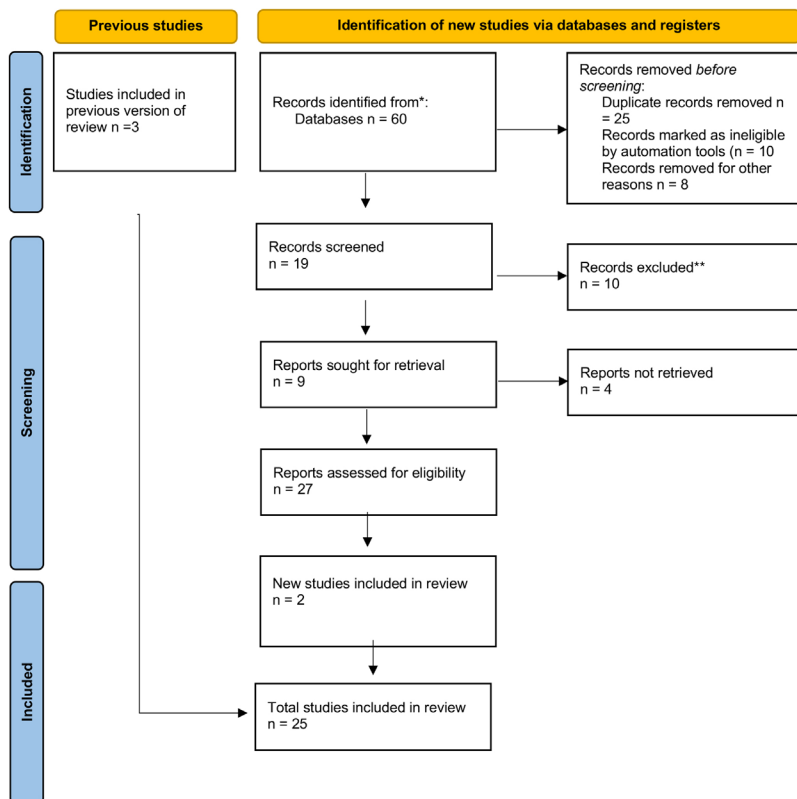 Previous studies
Identification of new studies via databases and registers
Identification
Studies included in
previous version of
review n =3
Records identified from*:
Databases n = 60
Records removed before
screening:
Duplicate records removed n
= 25
Records marked as ineligible
by automation tools (n = 10
Records removed for other
reasons n = 8
Screening
Records screened
n = 19
Records excluded**
n = 10
Reports sought for retrieval
n = 9
Reports not retrieved
n = 4
Reports assessed for eligibility
n = 27
New studies included in review
n = 2
Included
Total studies included in review
n = 25